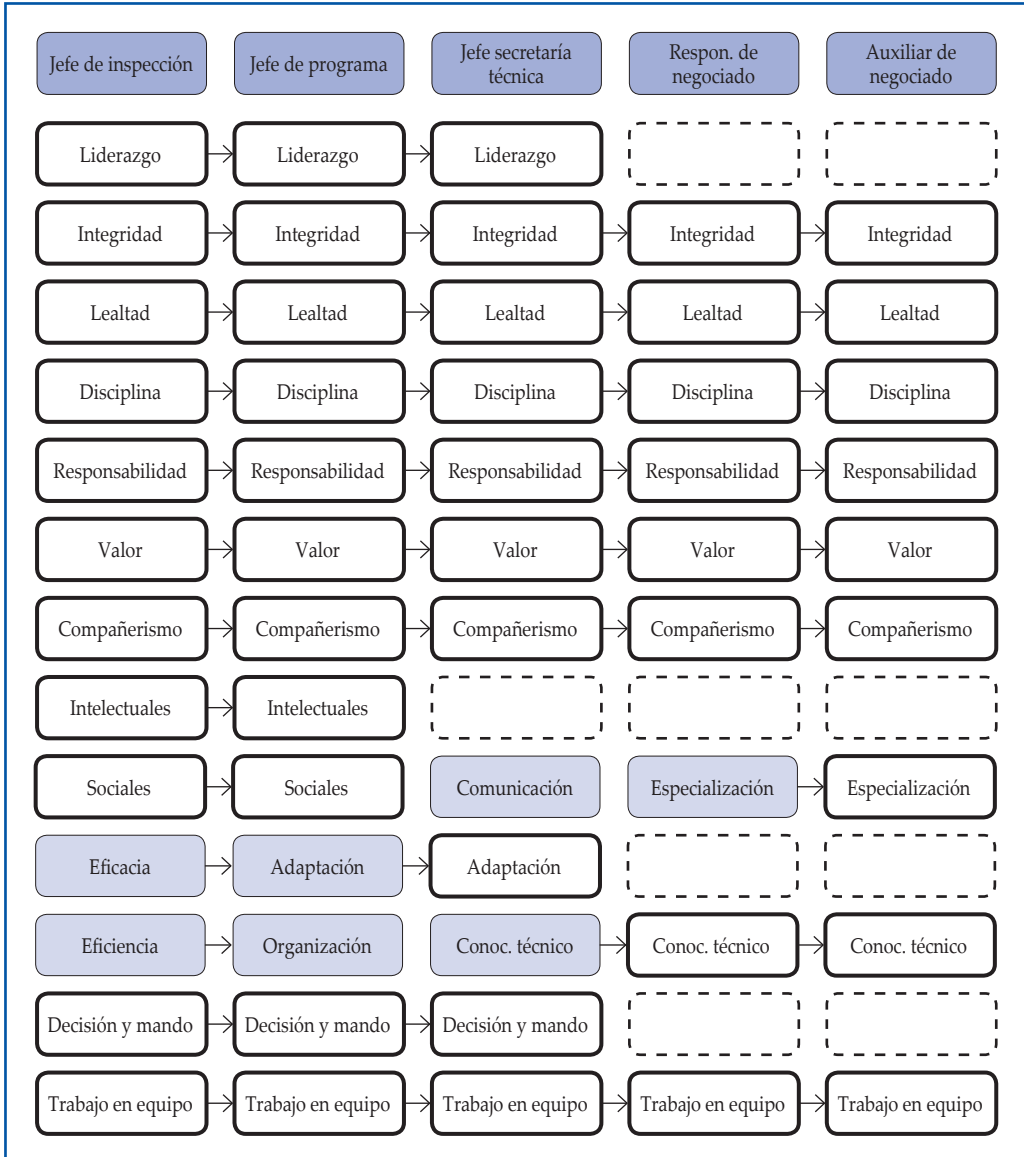 Jefe de inspección
Jefe de programa
Jefe secretaría
técnica
Respon. de
negociado
Auxiliar de
negociado
Liderazgo
Liderazgo
Liderazgo
Integridad
Integridad
Integridad
Integridad
Integridad
Lealtad
Lealtad
Lealtad
Lealtad
Lealtad
Disciplina
Disciplina
Disciplina
Disciplina
Disciplina
Responsabilidad
Responsabilidad
Responsabilidad
Responsabilidad
Responsabilidad
Valor
Valor
Valor
Valor
Valor
Compañerismo
Compañerismo
Compañerismo
Compañerismo
Compañerismo
Intelectuales
Intelectuales
Sociales
Sociales
Comunicación
Especialización
Especialización
Eficacia
Adaptación
Adaptación
Eficiencia
Organización
Conoc. técnico
Conoc. técnico
Conoc. técnico
Decisión y mando
Decisión y mando
Decisión y mando
Trabajo en equipo
Trabajo en equipo
Trabajo en equipo
Trabajo en equipo
Trabajo en equipo